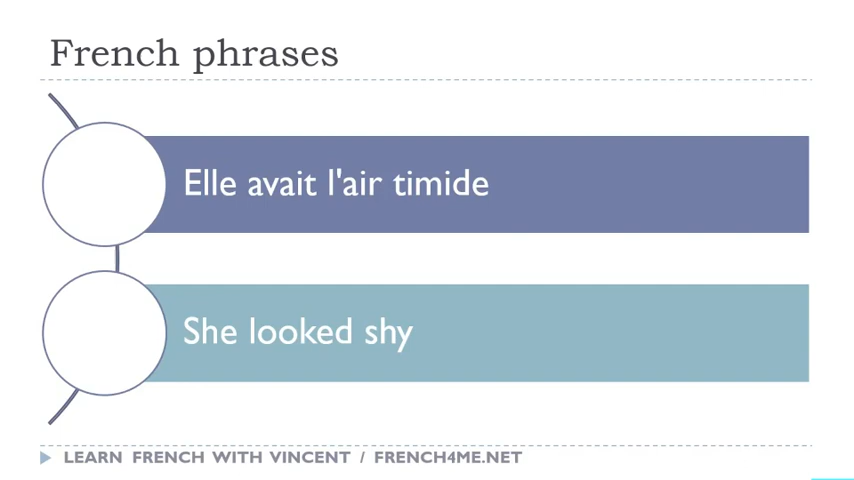 French phrases
Elle avait l'air timide
She looked shy
LEARN FRENCH WITH VINCENT / FRENCH4ME.NET